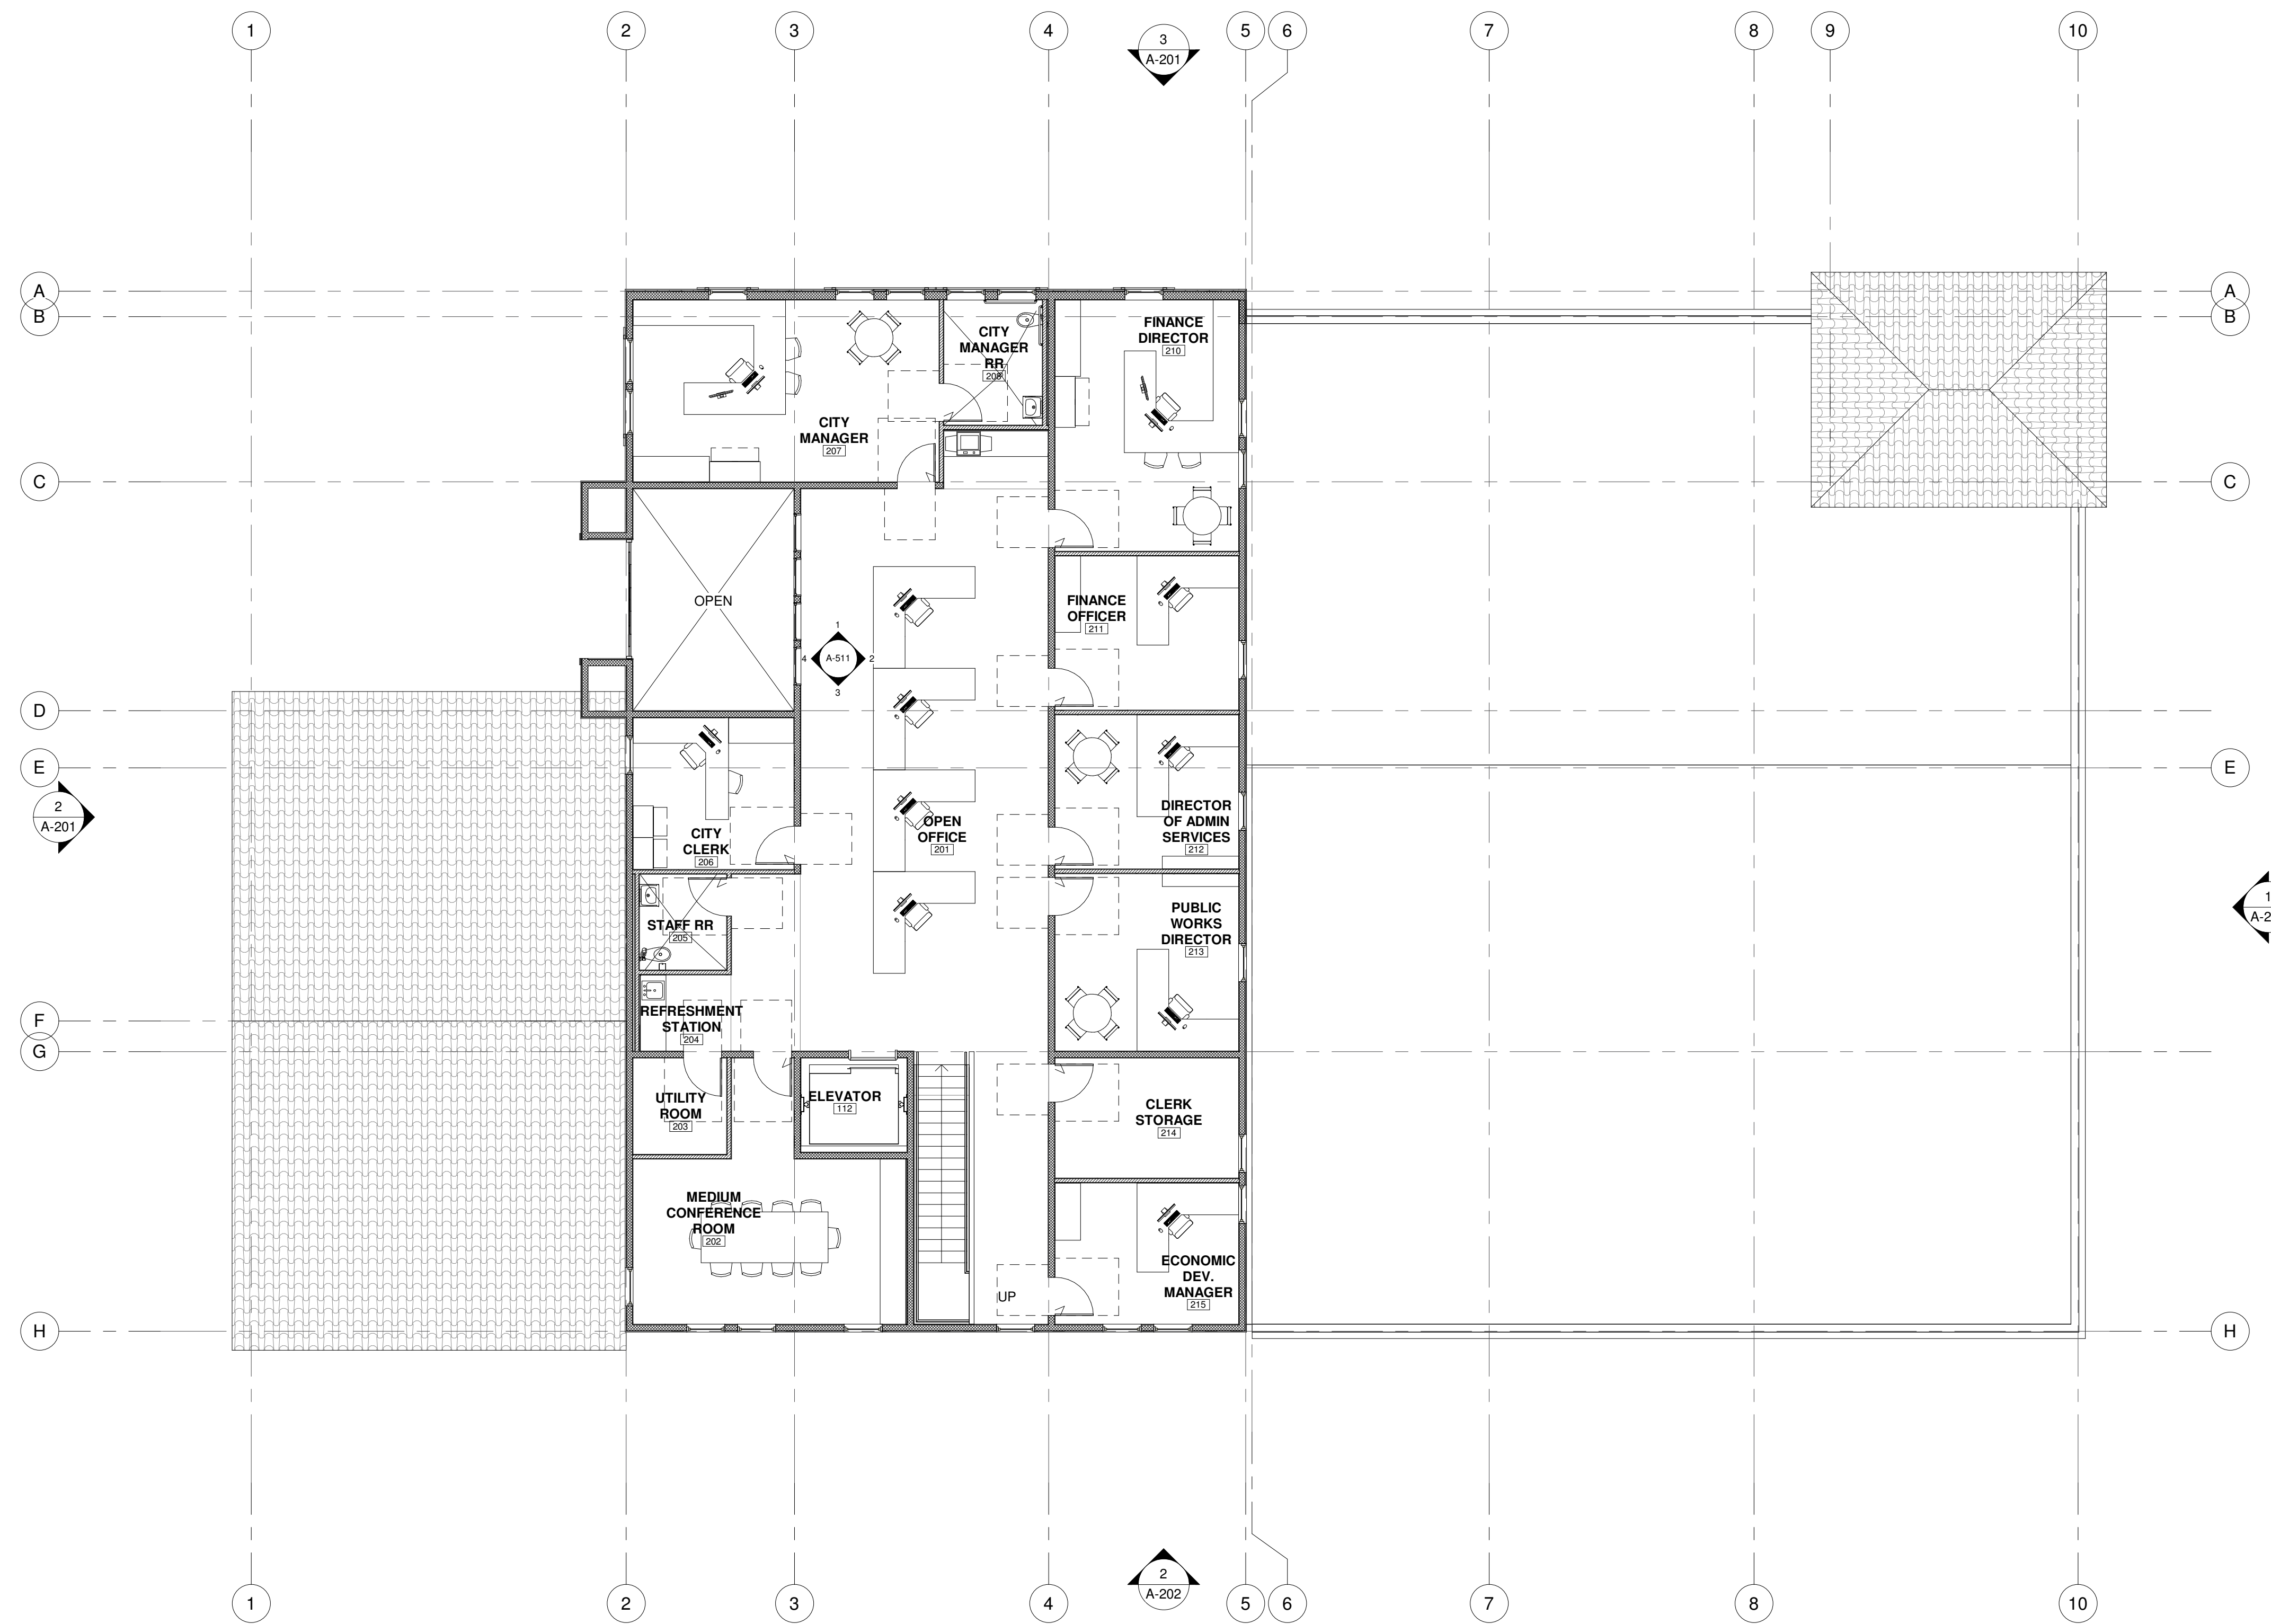 1
2
3
4
5
6
7
8
9
10
3
A-201
A
B
A
B
CITY
MANAGER
RR
208
FINANCE
DIRECTOR
210
CITY
MANAGER
207
C
C
OPEN
FINANCE
OFFICER
211
1
4
A-511
2
3
D
E
E
2
A-201
DIRECTOR
OF ADMIN
SERVICES
212
OPEN
OFFICE
201
CITY
CLERK
206
PUBLIC
WORKS
DIRECTOR
213
STAFF RR
205
1
REFRESHMENT
STATION
204
F
G
UTILITY
ROOM
203
ELEVATOR
112
CLERK
STORAGE
214
MEDIUM
CONFERENCE
ROOM
202
ECONOMIC
DEV.
MANAGER
215
UP
H
H
2
A-202
1
2
3
4
5
6
7
8
9
10